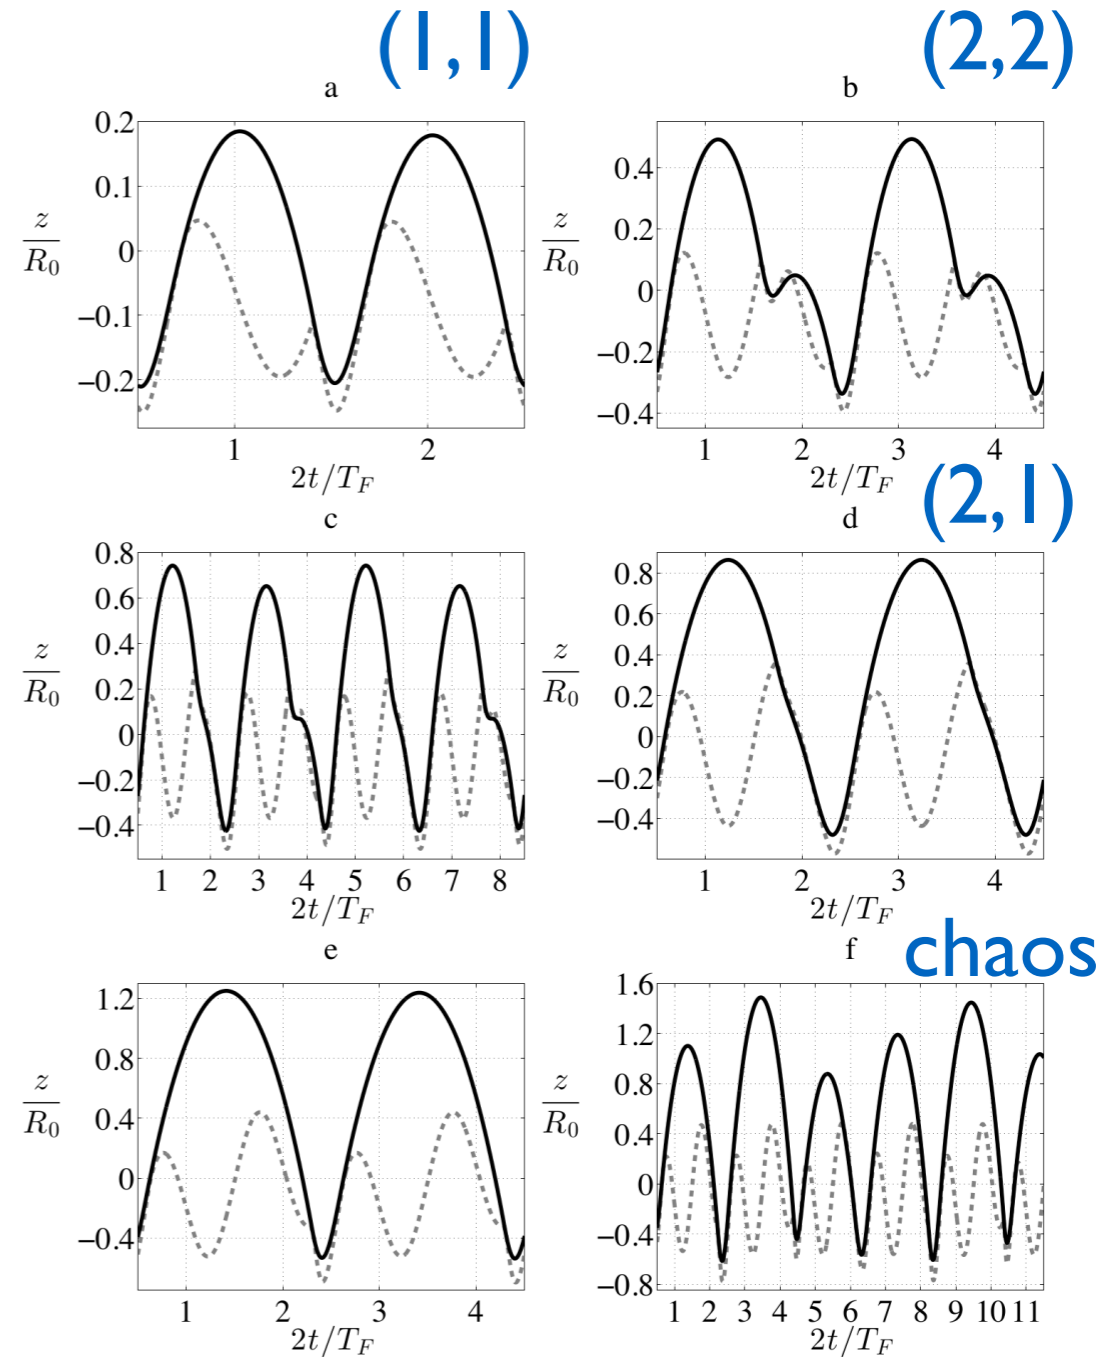 (1,1) (2,2)
a b
0.2 0.1 0 −0.1 −0.2
z/R₀
1 2
2t/T_F
0.4 0.2 0 −0.2 −0.4
z/R₀
1 2 3 4
2t/T_F
(2,1)
c d
0.8 0.6 0.4 0.2 0 −0.2 −0.4
z/R₀
1 2 3 4 5 6 7 8
2t/T_F
0.8 0.6 0.4 0.2 0 −0.2 −0.4
z/R₀
1 2 3 4
2t/T_F
chaos
e f
1.2 0.8 0.4 0 −0.4
z/R₀
1 2 3 4
2t/T_F
1.6 1.2 0.8 0.4 0 −0.4 −0.8
z/R₀
1 2 3 4 5 6 7 8 9 10 11
2t/T_F